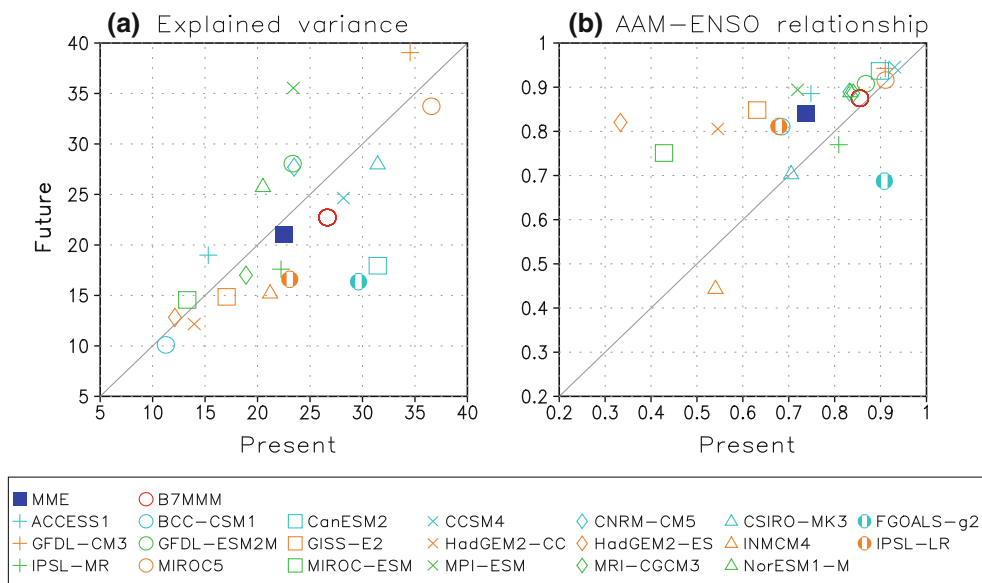 (a) Explained variance
(b) AAM-ENSO relationship
Future
40
35
30
25
20
15
10
5
5 10 15 20 25 30 35 40
Present
1
0.9
0.8
0.7
0.6
0.5
0.4
0.3
0.2
0.2 0.3 0.4 0.5 0.6 0.7 0.8 0.9 1
Present
MME B7MMM
ACCESS1 BCC-CSM1 CanESM2 CCSM4 CNRM-CM5 CSIRO-MK3 FGOALS-g2
GFDL-CM3 GFDL-ESM2M GISS-E2 HadGEM2-CC HadGEM2-ES INMCM4 IPSL-LR
IPSL-MR MIROC5 MIROC-ESM MPI-ESM MRI-CGCM3 NorESM1-M